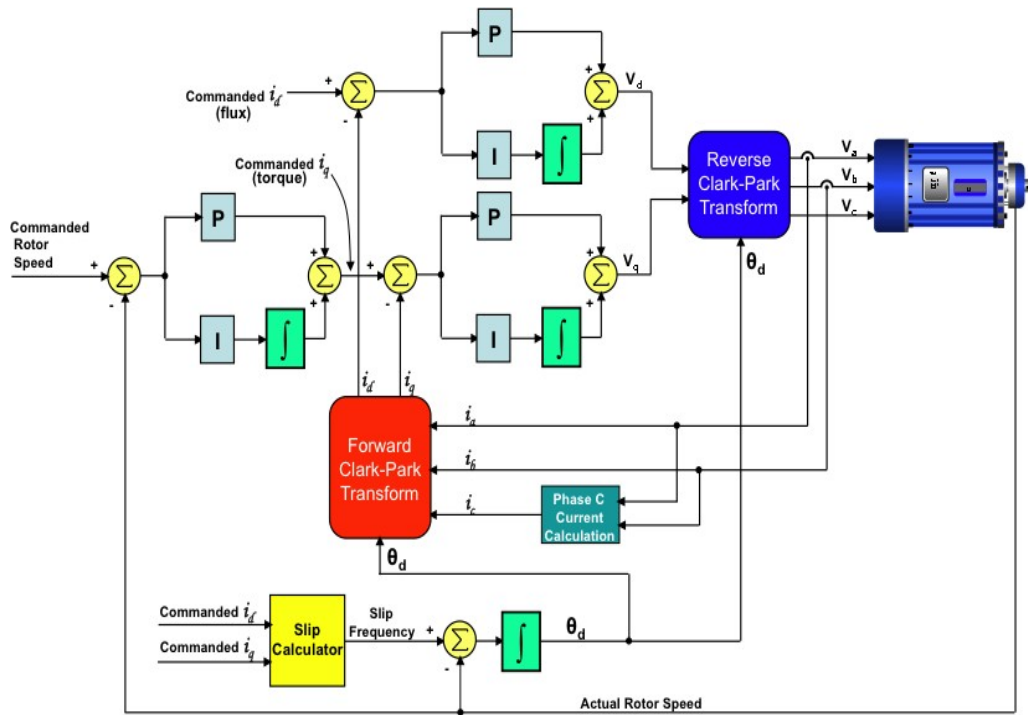 P
Commanded i_d
(flux)
+
-
Σ
I
∫
+
+
Σ
V_d
Commanded i_q
(torque)
Reverse
Clark-Park
Transform
V_a
V_b
V_c
θ_d
Commanded
Rotor
Speed
+
-
Σ
P
I
∫
+
+
Σ
+
-
Σ
P
I
∫
+
+
Σ
V_q
i_d
i_q
Forward
Clark-Park
Transform
i_a
i_b
i_c
Phase C
Current
Calculation
θ_d
Commanded i_d
Commanded i_q
Slip
Calculator
Slip
Frequency
+
-
Σ
∫
θ_d
Actual Rotor Speed